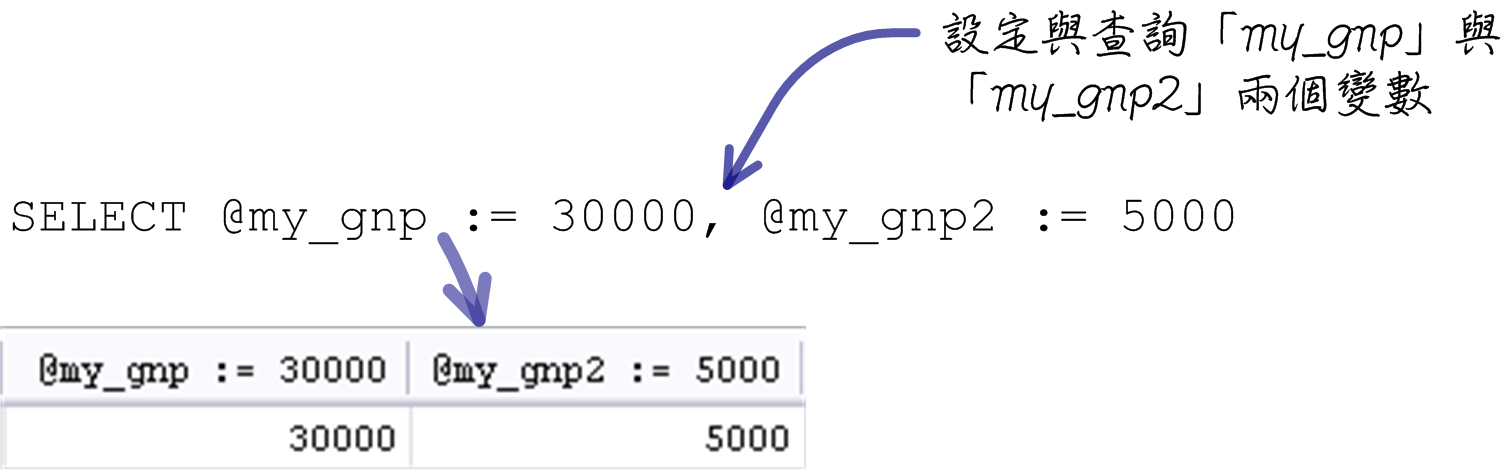 設定與查詢「my_gnp」與
「my_gnp2」兩個變數
SELECT @my_gnp := 30000, @my_gnp2 := 5000
@my_gnp := 30000 @my_gnp2 := 5000
30000 5000